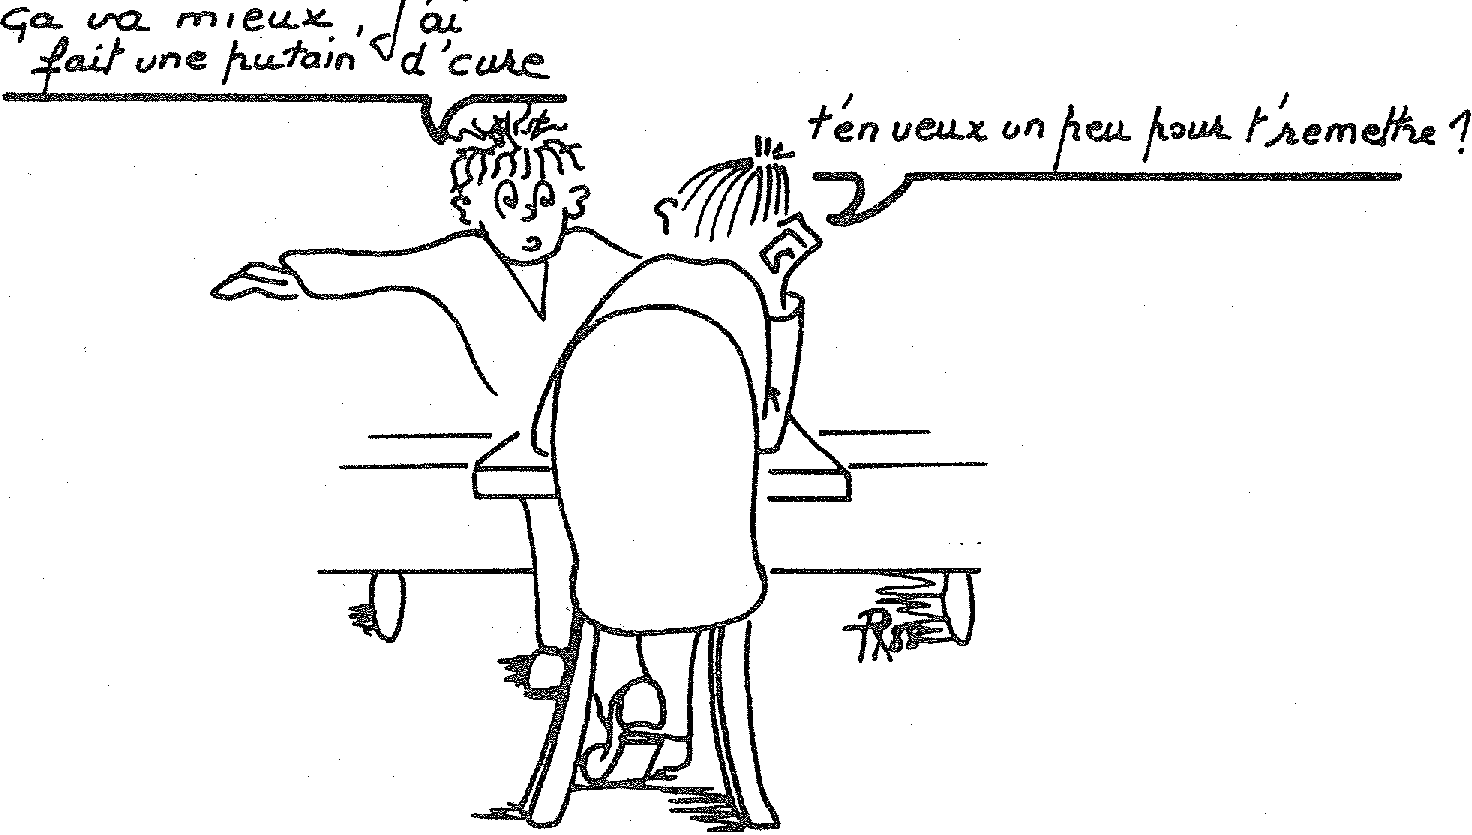 ça va mieux, J'ai
fait une putain d'cure
t'en veux un peu pour t'remettre ?